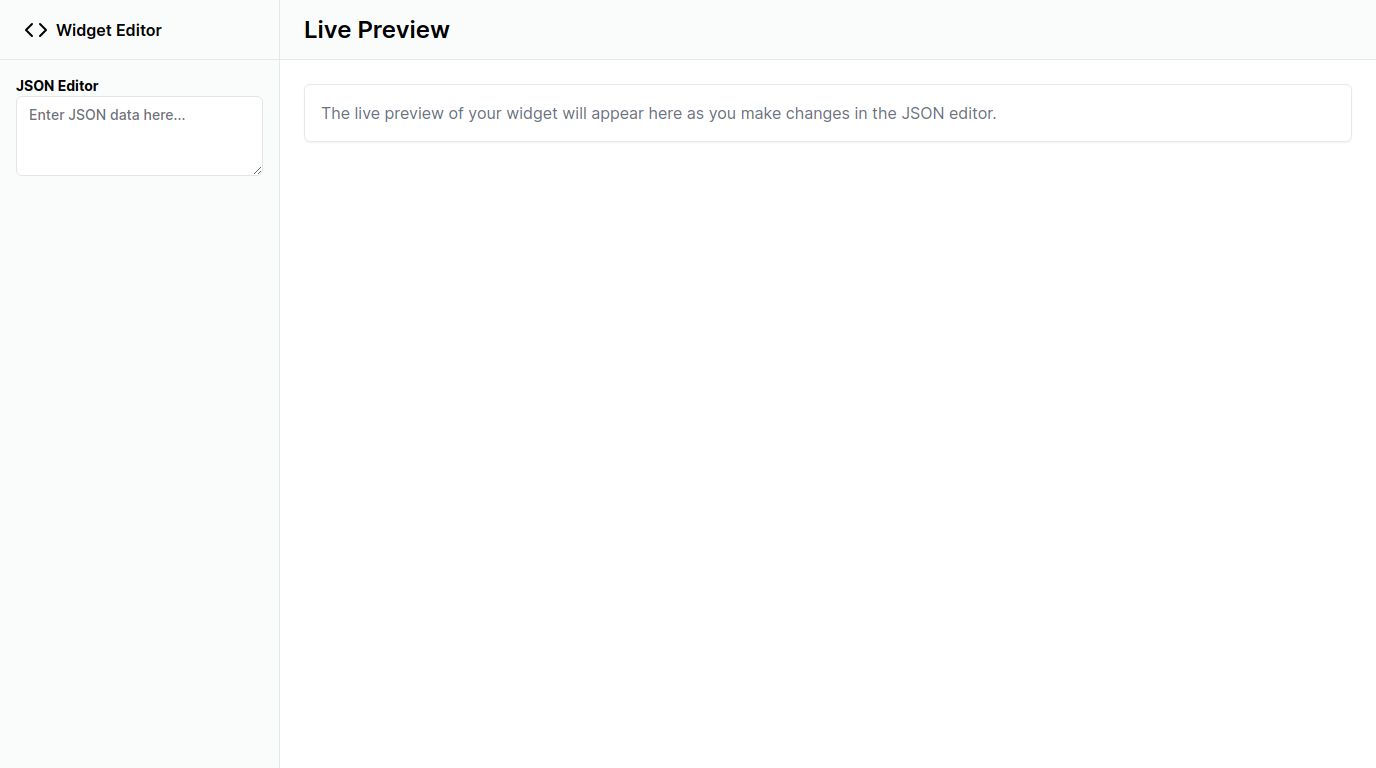 Widget Editor
Live Preview
JSON Editor
Enter JSON data here...
The live preview of your widget will appear here as you make changes in the JSON editor.